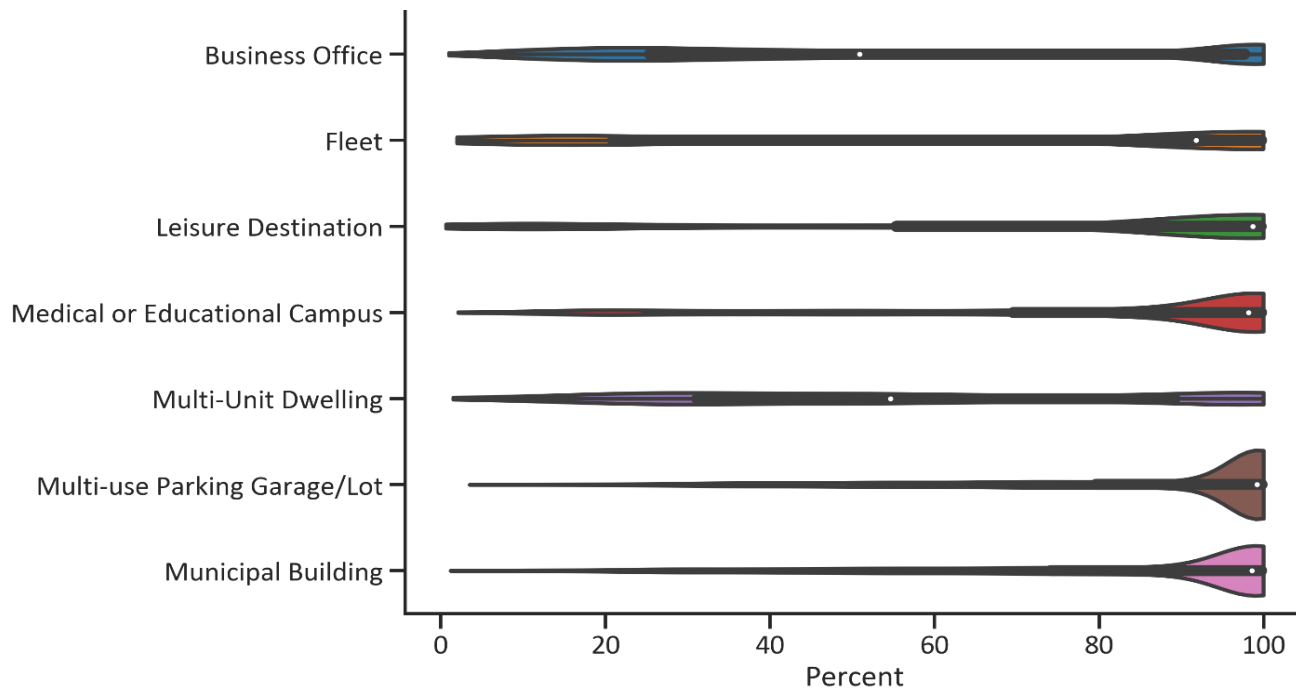 Business Office
Fleet
Leisure Destination
Medical or Educational Campus
Multi-Unit Dwelling
Multi-use Parking Garage/Lot
Municipal Building
0 20 40 60 80 100
Percent